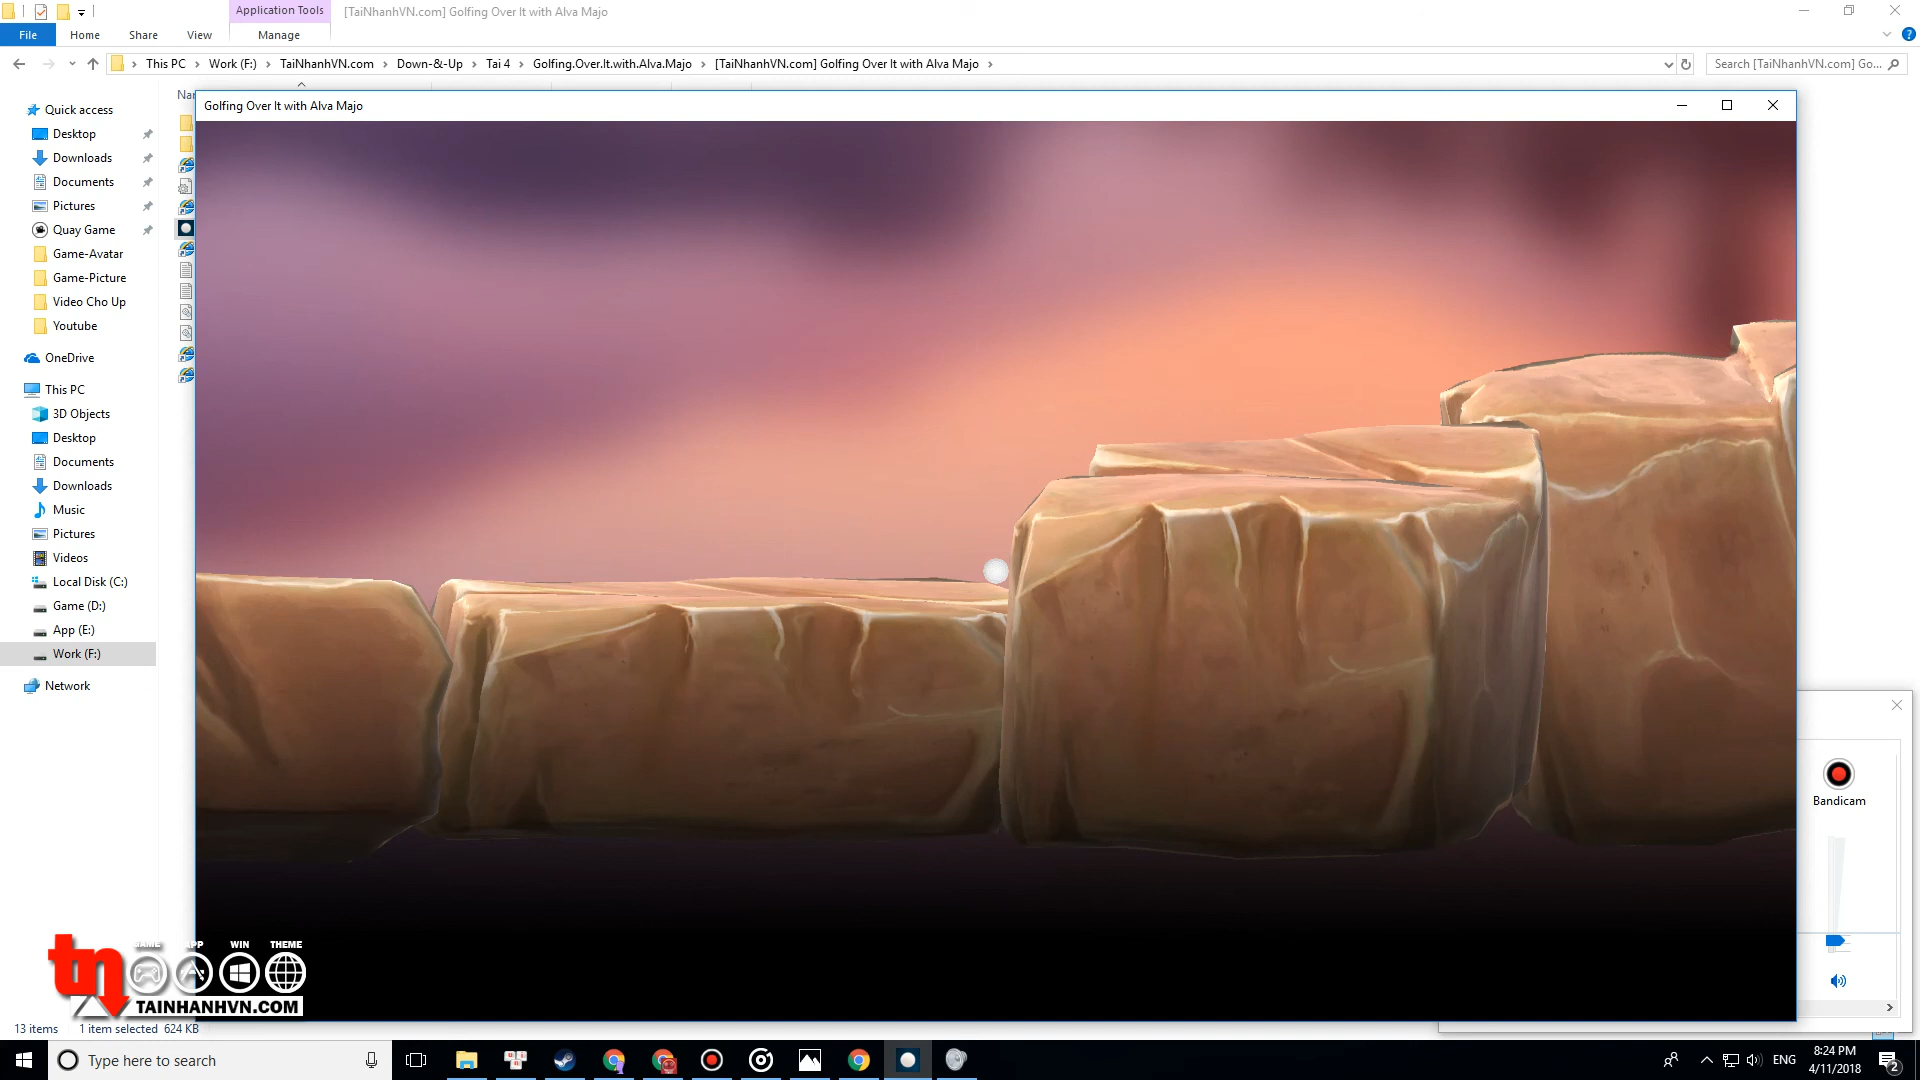 Application Tools
[TaiNhanhVN.com] Golfing Over It with Alva Majo
File
Home
Share
View
Manage
This PC
Work (F:)
TaiNhanhVN.com
Down-&-Up
Tai 4
Golfing.Over.It.with.Alva.Majo
[TaiNhanhVN.com] Golfing Over It with Alva Majo
Search [TaiNhanhVN.com] Go...
Golfing Over It with Alva Majo
Quick access
Desktop
Downloads
Documents
Pictures
Quay Game
Game-Avatar
Game-Picture
Video Cho Up
Youtube
OneDrive
This PC
3D Objects
Desktop
Documents
Downloads
Music
Pictures
Videos
Local Disk (C:)
Game (D:)
App (E:)
Work (F:)
Network
Bandicam
GAME
APP
WIN
THEME
tn
TAINHANHVN.COM
13 items
1 item selected
624 KB
Type here to search
ENG
8:24 PM
4/11/2018
2